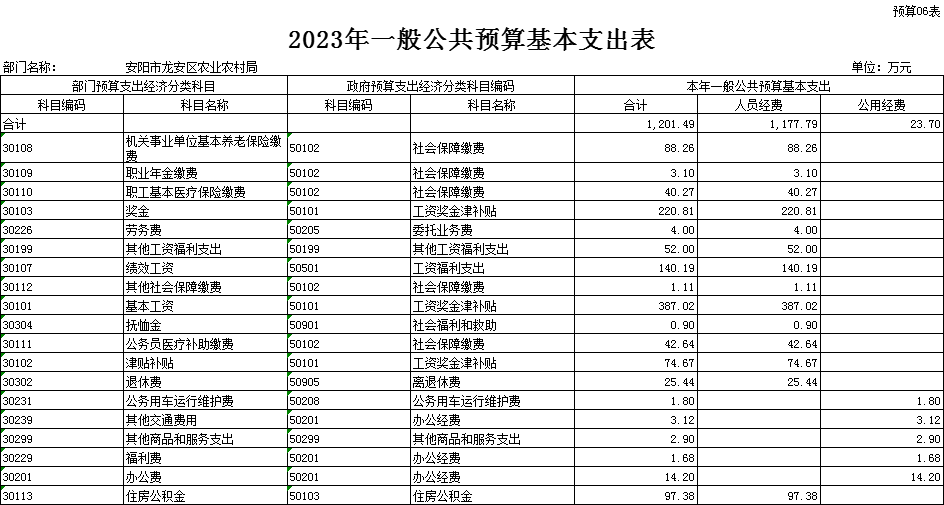 预算06表
2023年一般公共预算基本支出表
部门名称： 安阳市龙安区农业农村局 单位：万元
部门预算支出经济分类科目 政府预算支出经济分类科目编码 本年一般公共预算基本支出
科目编码 科目名称 科目编码 科目名称 合计 人员经费 公用经费
合计 1,201.49 1,177.79 23.70
30108 机关事业单位基本养老保险缴费 50102 社会保障缴费 88.26 88.26
30109 职业年金缴费 50102 社会保障缴费 3.10 3.10
30110 职工基本医疗保险缴费 50102 社会保障缴费 40.27 40.27
30103 奖金 50101 工资奖金津补贴 220.81 220.81
30226 劳务费 50205 委托业务费 4.00 4.00
30199 其他工资福利支出 50199 其他工资福利支出 52.00 52.00
30107 绩效工资 50501 工资福利支出 140.19 140.19
30112 其他社会保障缴费 50102 社会保障缴费 1.11 1.11
30101 基本工资 50101 工资奖金津补贴 387.02 387.02
30304 抚恤金 50901 社会福利和救助 0.90 0.90
30111 公务员医疗补助缴费 50102 社会保障缴费 42.64 42.64
30102 津贴补贴 50101 工资奖金津补贴 74.67 74.67
30302 退休费 50905 离退休费 25.44 25.44
30231 公务用车运行维护费 50208 公务用车运行维护费 1.80 1.80
30239 其他交通费用 50201 办公经费 3.12 3.12
30299 其他商品和服务支出 50299 其他商品和服务支出 2.90 2.90
30229 福利费 50201 办公经费 1.68 1.68
30201 办公费 50201 办公经费 14.20 14.20
30113 住房公积金 50103 住房公积金 97.38 97.38